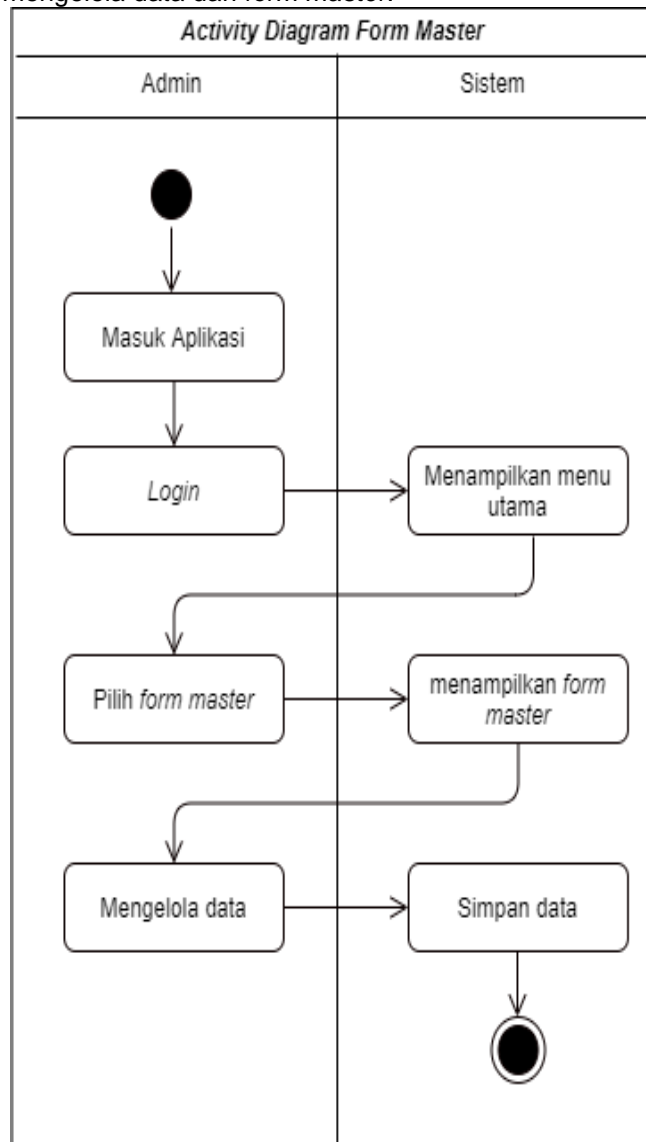 mengelola data dari form master.
Activity Diagram Form Master
Admin
Sistem
Masuk Aplikasi
Login
Menampilkan menu
utama
Pilih form master
menampilkan form
master
Mengelola data
Simpan data